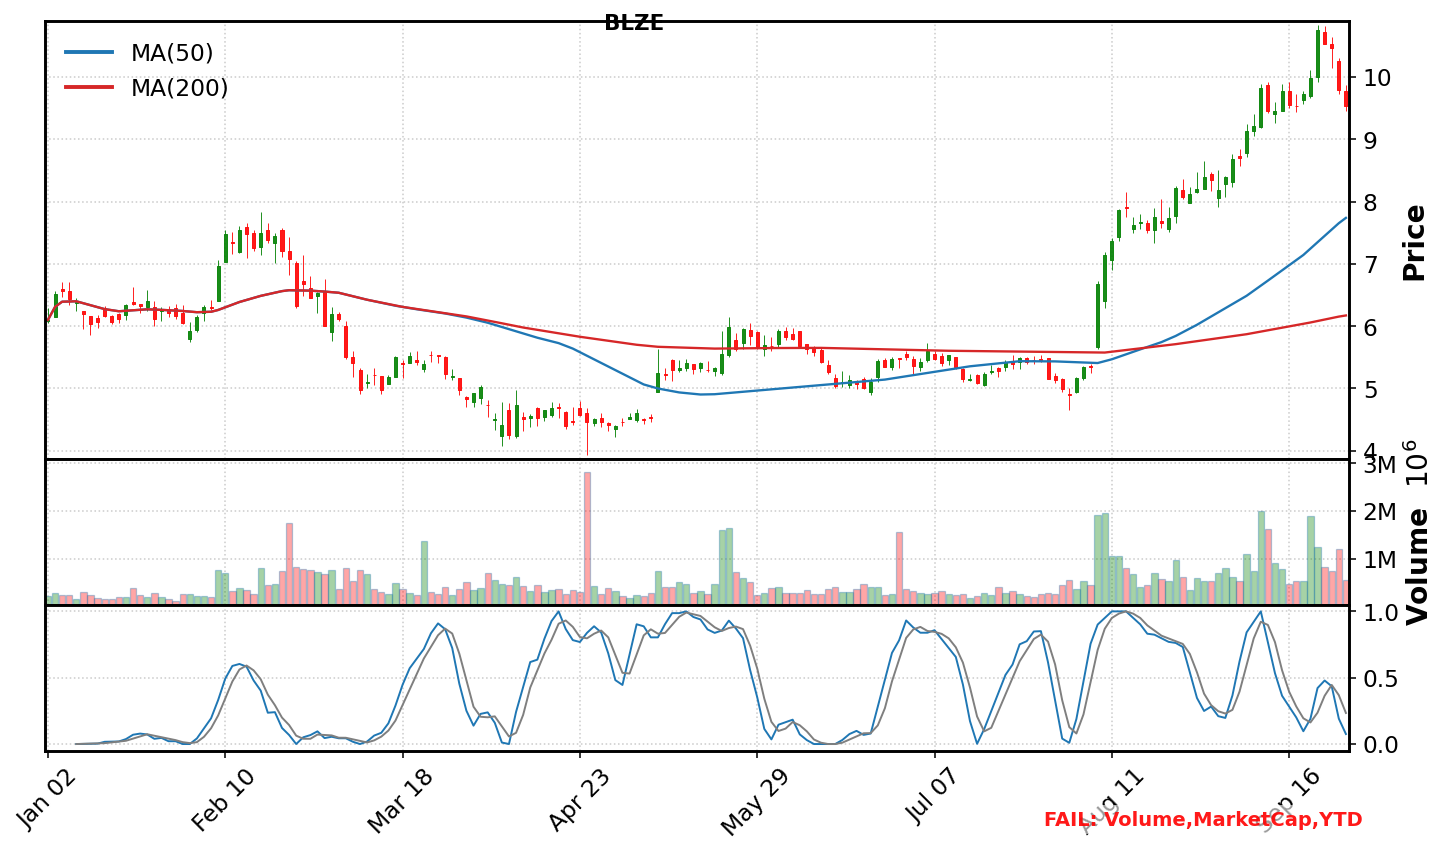 BLZE
MA(50)
MA(200)
10
9
8
7
6
5
4
Price
3M
2M
1M
Volume 10^6
1.0
0.5
0.0
Jan 02
Feb 10
Mar 18
Apr 23
May 29
Jul 07
Aug 11
Sep 16
FAIL: Volume,MarketCap,YTD